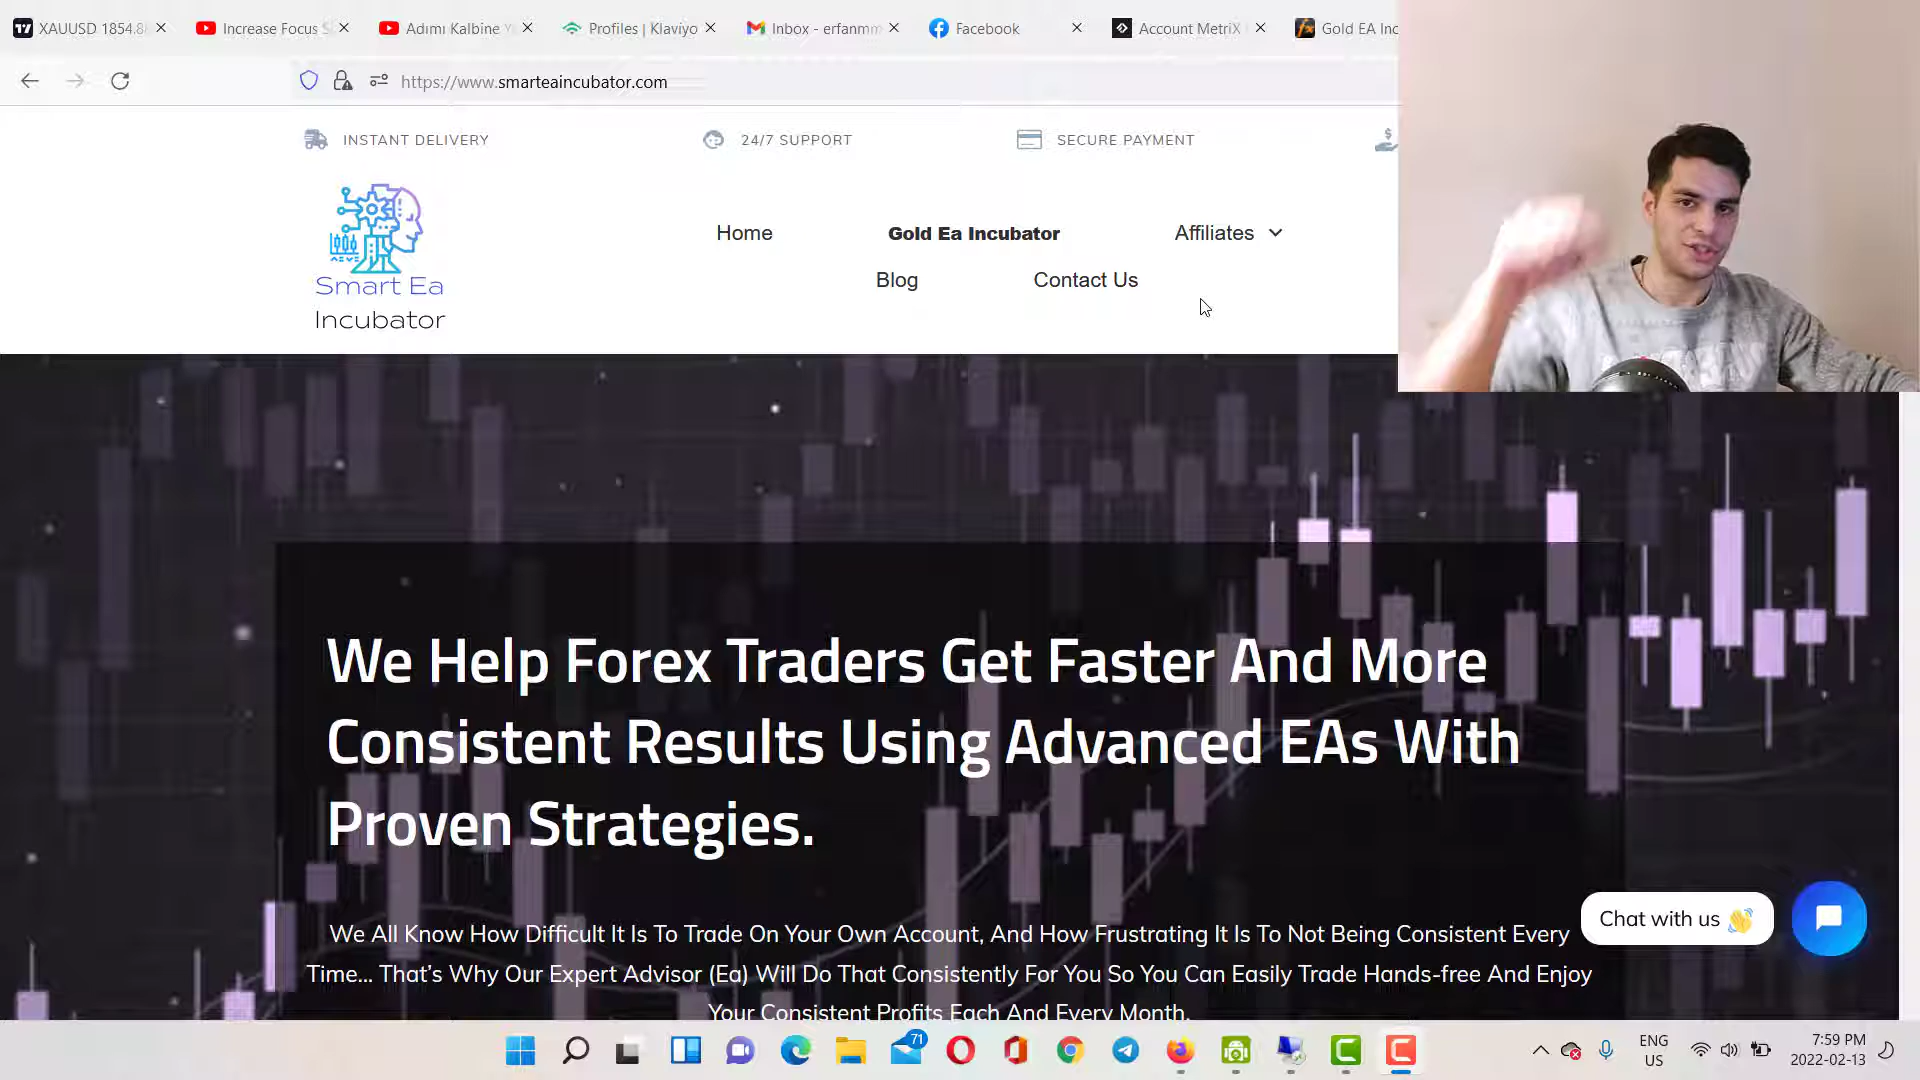 XAUUSD 1854.8
Increase Focus
Adımı Kalbine
Profiles | Klaviyo
Inbox - erfanmm
Facebook
Account MetriX
Gold EA Inc
https://www.smarteaincubator.com
INSTANT DELIVERY
24/7 SUPPORT
SECURE PAYMENT
Smart Ea
Incubator
Home
Gold Ea Incubator
Affiliates
Blog
Contact Us
We Help Forex Traders Get Faster And More
Consistent Results Using Advanced EAs With
Proven Strategies.
We All Know How Difficult It Is To Trade On Your Own Account, And How Frustrating It Is To Not Being Consistent Every
Time... That's Why Our Expert Advisor (Ea) Will Do That Consistently For You So You Can Easily Trade Hands-free And Enjoy
Your Consistent Profits Each And Every Month.
Chat with us 👋
71
ENG
US
7:59 PM
2022-02-13